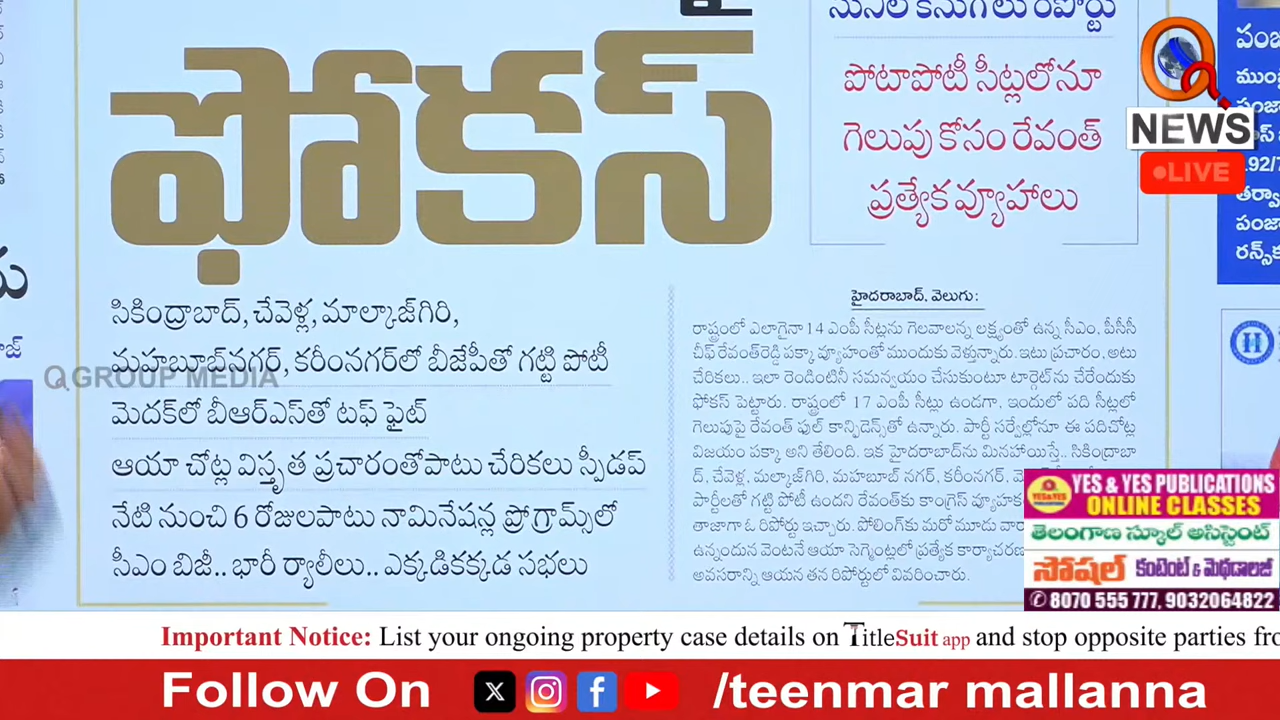 సునీల్ కనుగోలు రిపోర్టు
ఫోకస్
పోటాపోటీ సీట్లలోనూ
గెలుపు కోసం రేవంత్
ప్రత్యేక వ్యూహాలు
NEWS
LIVE
సికింద్రాబాద్, చేవెళ్ల, మాల్కాజ్‌గిరి,
మహబూబ్‌నగర్, కరీంనగర్‌లో బీజేపీతో గట్టి పోటీ
మెదక్‌లో బీఆర్ఎస్‌తో టఫ్ ఫైట్
ఆయా చోట్ల విస్తృత ప్రచారంతోపాటు చేరికలు స్పీడప్
నేటి నుంచి 6 రోజులపాటు నామినేషన్ల ప్రోగ్రామ్స్‌లో
సీఎం బిజీ.. భారీ ర్యాలీలు.. ఎక్కడికక్కడ సభలు
GROUP MEDIA
హైదరాబాద్, వెలుగు:
రాష్ట్రంలో ఎలాగైనా 14 ఎంపీ సీట్లను గెలవాలన్న లక్ష్యంతో ఉన్న సీఎం, పీసీసీ
చీఫ్ రేవంత్‌రెడ్డి పక్కా వ్యూహంతో ముందుకు వెళ్తున్నారు. ఇటు ప్రచారం, అటు
చేరికలు.. ఇలా రెండింటినీ సమన్వయం చేసుకుంటూ టార్గెట్‌ను చేరేందుకు
ఫోకస్ పెట్టారు. రాష్ట్రంలో 17 ఎంపీ సీట్లు ఉండగా, ఇందులో పది సీట్లలో
గెలుపుపై రేవంత్ ఫుల్ కాన్ఫిడెన్స్‌తో ఉన్నారు. పార్టీ సర్వేల్లోనూ ఈ పదిచోట్ల
విజయం పక్కా అని తేలింది. ఇక హైదరాబాద్‌ను మినహాయిస్తే.. సికింద్రాబా
ద్, చేవెళ్ల, మల్కాజ్‌గిరి, మహబూబ్ నగర్, కరీంనగర్,
పార్టీలతో గట్టి పోటీ ఉందని రేవంత్‌కు కాంగ్రెస్ వ్యూహక
తాజాగా ఓ రిపోర్టు ఇచ్చారు. పోలింగ్‌కు మరో మూడు వార
ఉన్నందున వెంటనే ఆయా సెగ్మెంట్లలో ప్రత్యేక కార్యాచరణ
అవసరాన్ని ఆయన తన రిపోర్టులో వివరించారు.
YES & YES PUBLICATIONS
ONLINE CLASSES
తెలంగాణ స్కూల్ అసిస్టెంట్
సోషల్ కంటెంట్ & మెథడాలజీ
8070 555 777, 9032064822
Important Notice: List your ongoing property case details on TitleSuit app and stop opposite parties fro
Follow On /teenmar mallanna